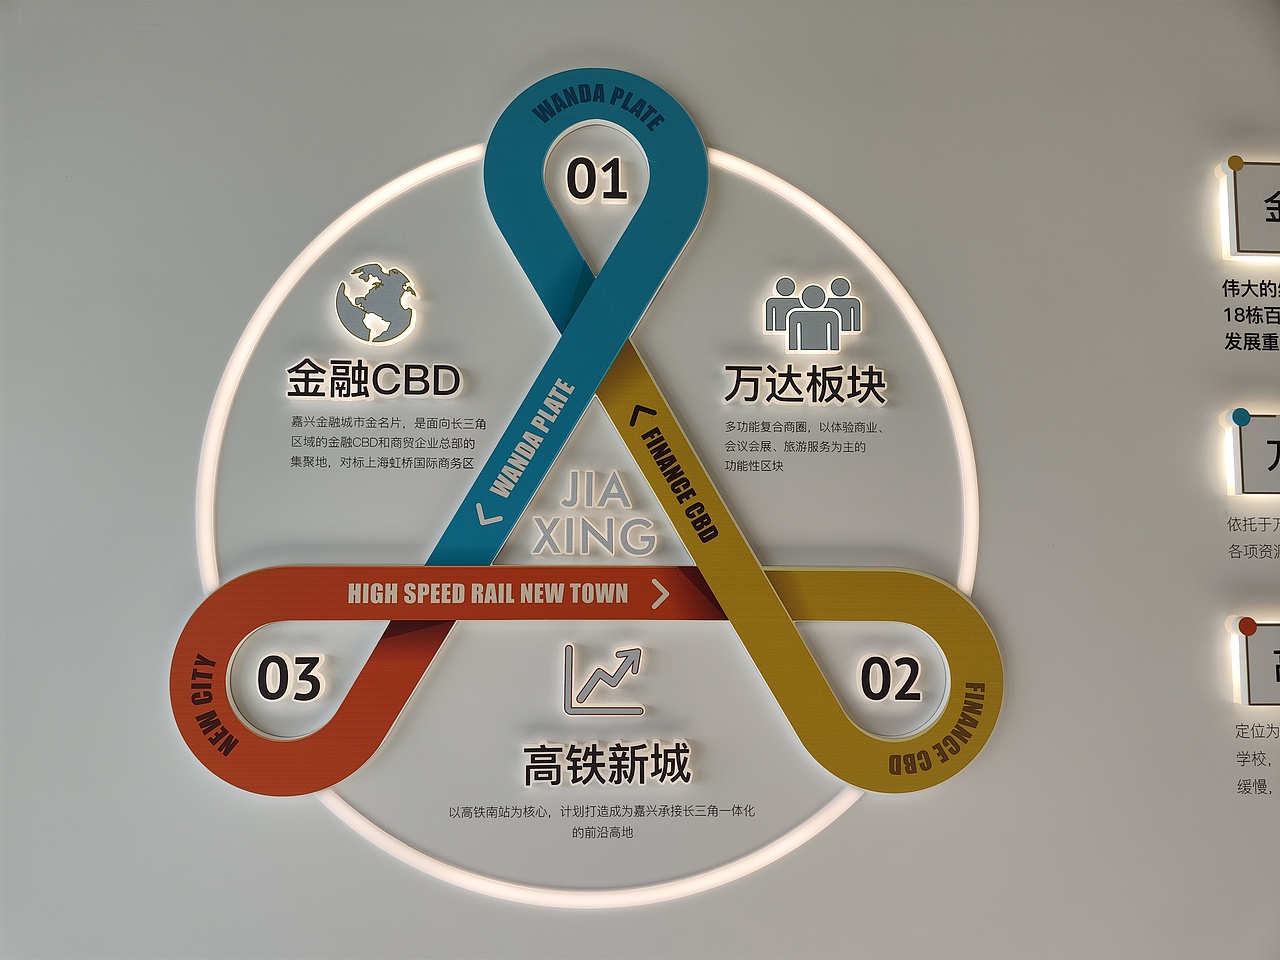 WANDA PLATE
01
金融CBD
嘉兴金融城市金名片，是面向长三角
区域的金融CBD和商贸企业总部的
集聚地，对标上海虹桥国际商务区
万达板块
多功能复合商圈，以体验商业、
会议会展、旅游服务为主的
功能性区块
WANDA PLATE
FINANCE CBD
JIA
XING
HIGH SPEED RAIL NEW TOWN
03
NEW CITY
02
FINANCE CBD
高铁新城
以高铁南站为核心，计划打造成为嘉兴承接长三角一体化
的前沿高地
金
伟大的
18栋百
发展重
依托于万
各项资源
定位为
学校，
缓慢，